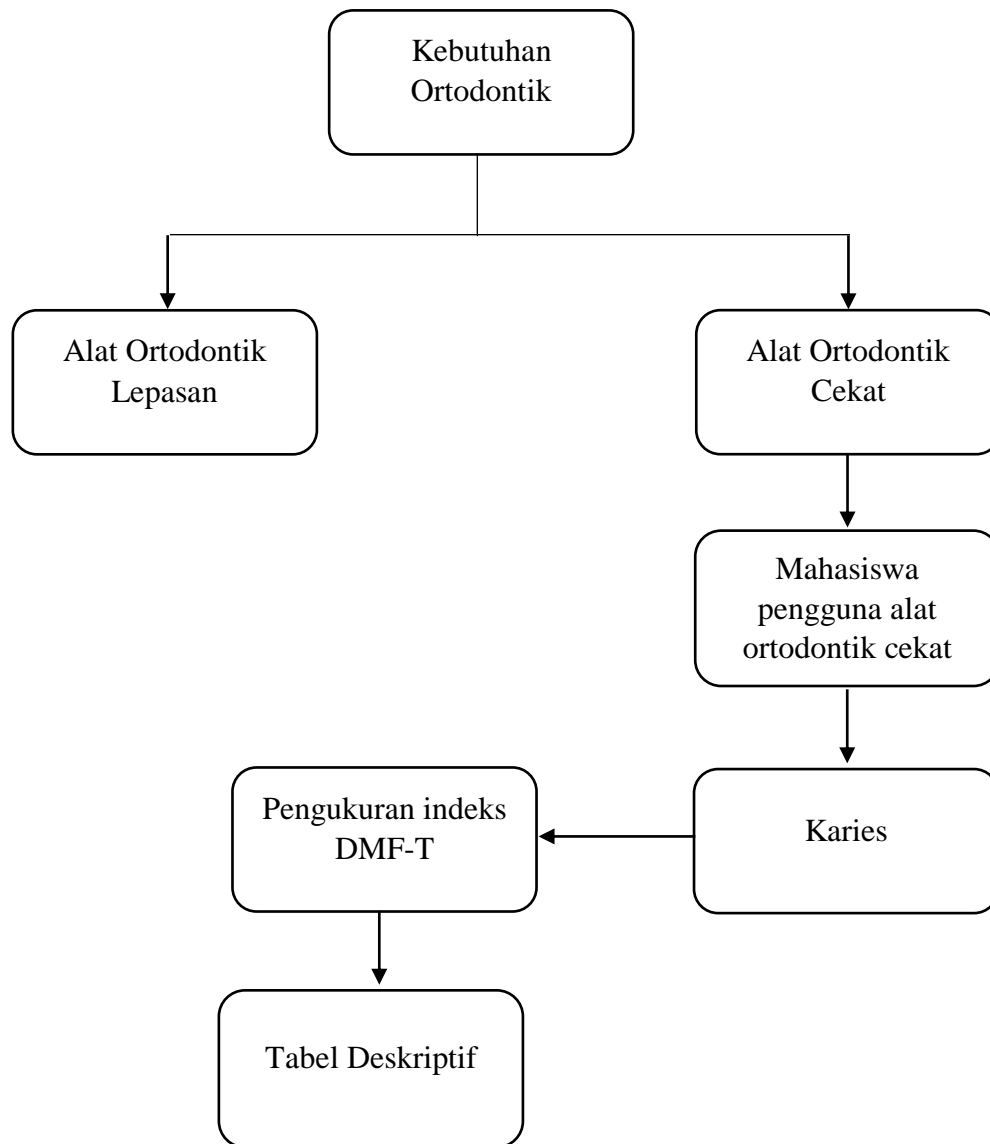 Kebutuhan
Ortodontik
Alat Ortodontik
Lepasan
Alat Ortodontik
Cekat
Mahasiswa
pengguna alat
ortodontik cekat
Pengukuran indeks
DMF-T
Karies
Tabel Deskriptif